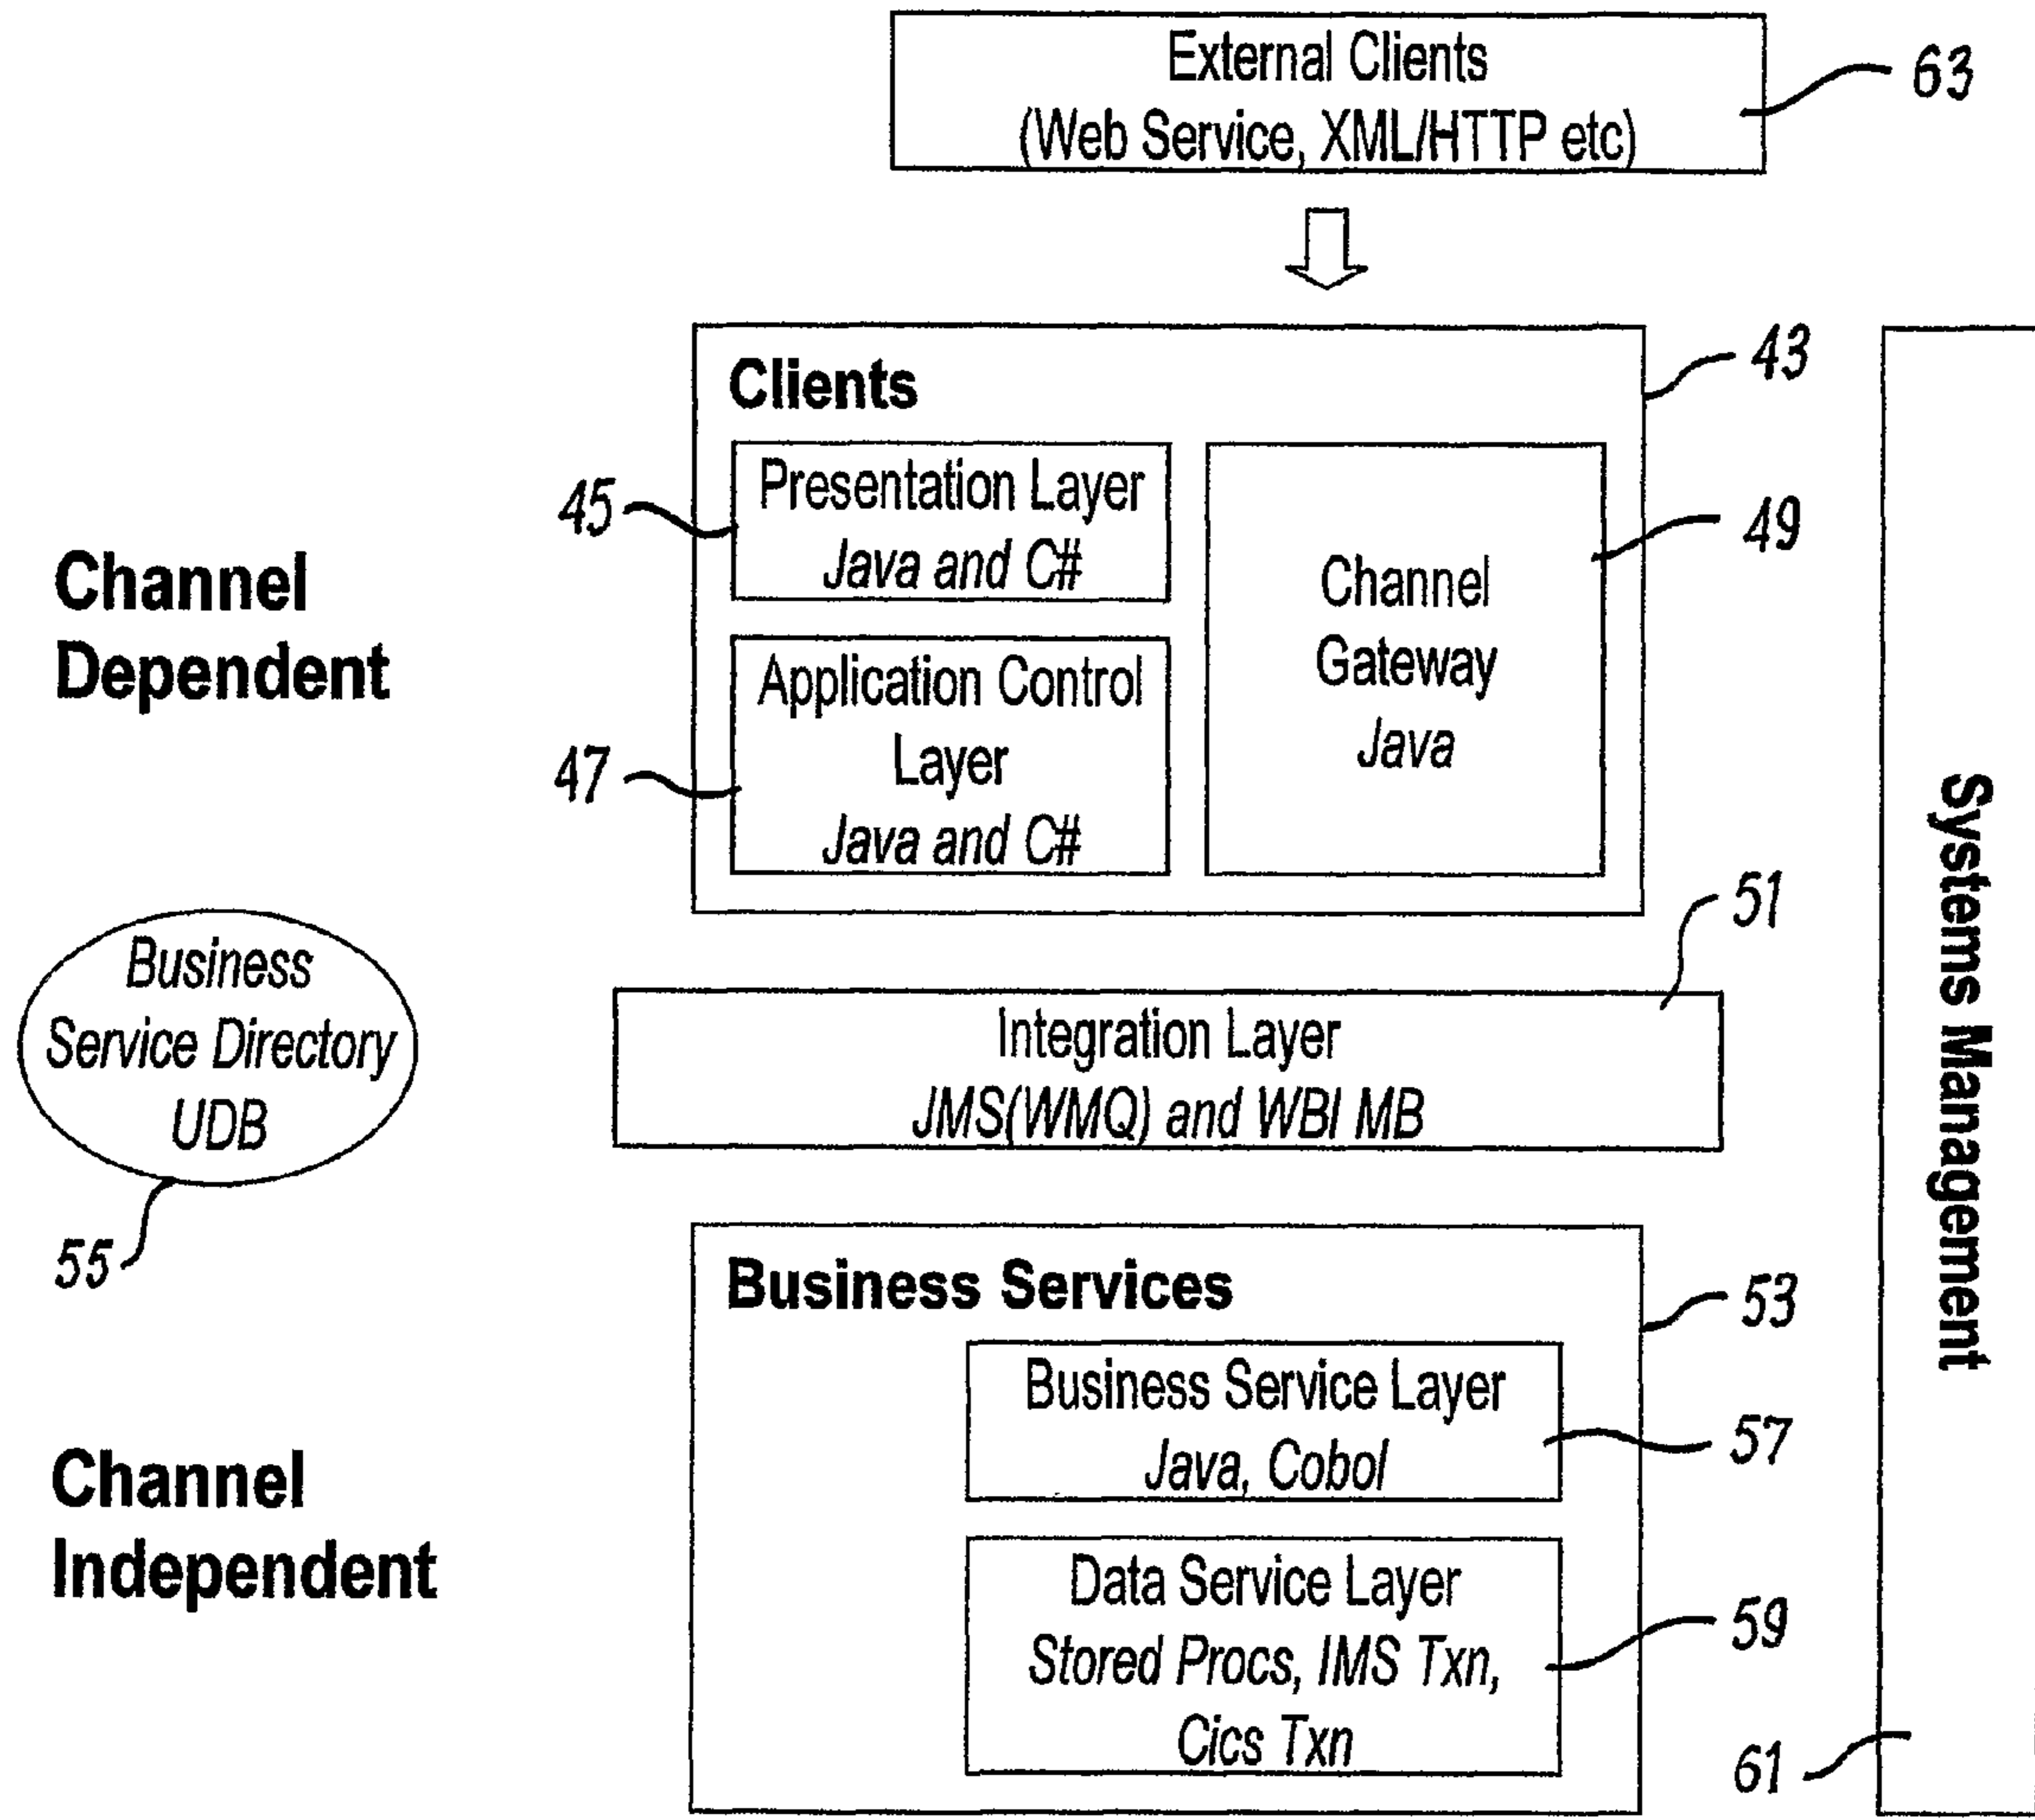 External Clients
(Web Service, XML/HTTP etc)
63
Clients
43
Presentation Layer
Java and C#
45
Application Control
Layer
Java and C#
47
Channel
Gateway
Java
49
Channel
Dependent
Business
Service Directory
UDB
55
Integration Layer
JMS(WMQ) and WBI MB
51
Business Services
53
Business Service Layer
Java, Cobol
57
Data Service Layer
Stored Procs, IMS Txn,
Cics Txn
59
Channel
Independent
Systems Management
61